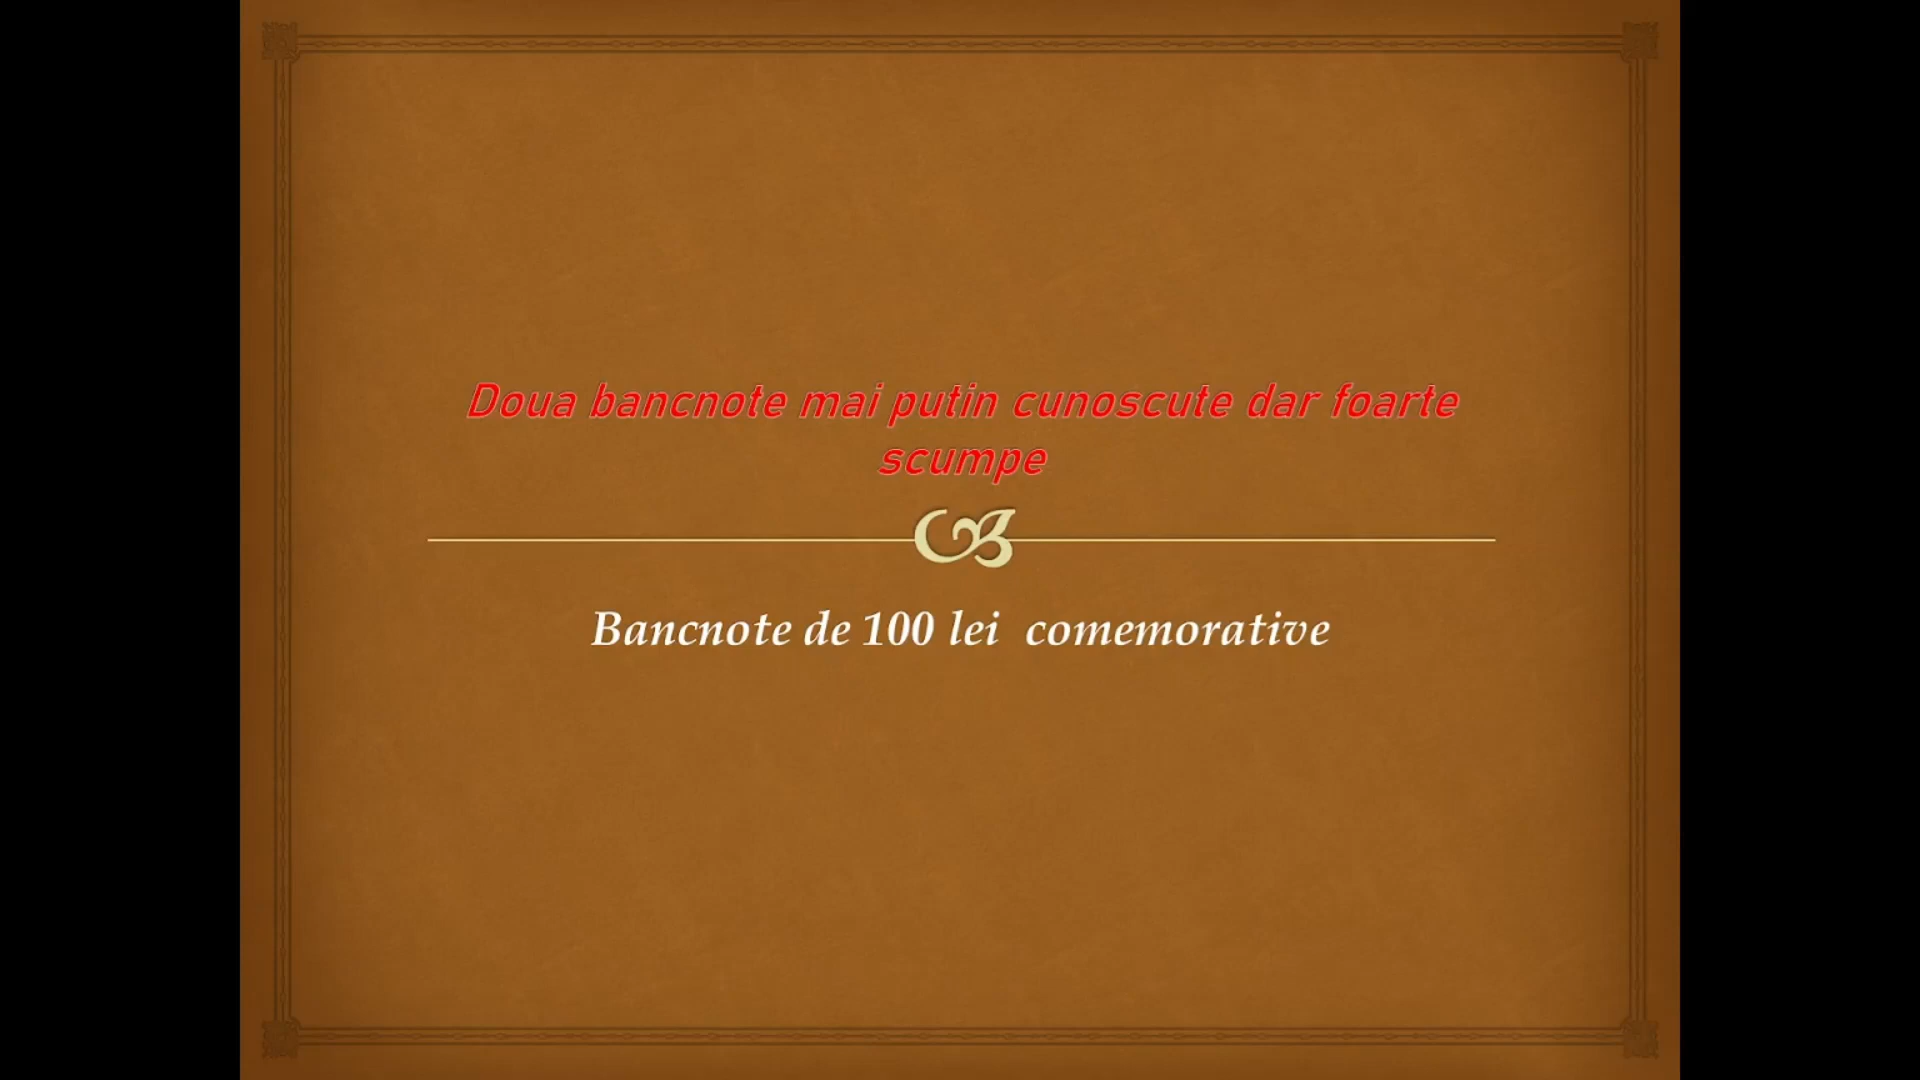 Doua bancnote mai putin cunoscute dar foarte
scumpe
Bancnote de 100 lei  comemorative